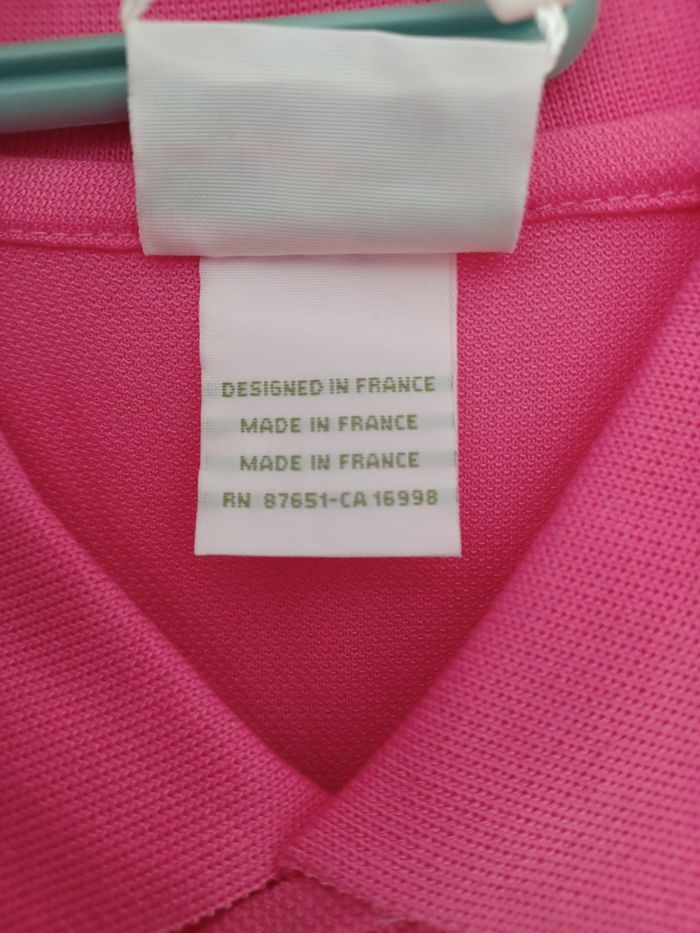 DESIGNED IN FRANCE
MADE IN FRANCE
MADE IN FRANCE
RN 87651-CA 16998